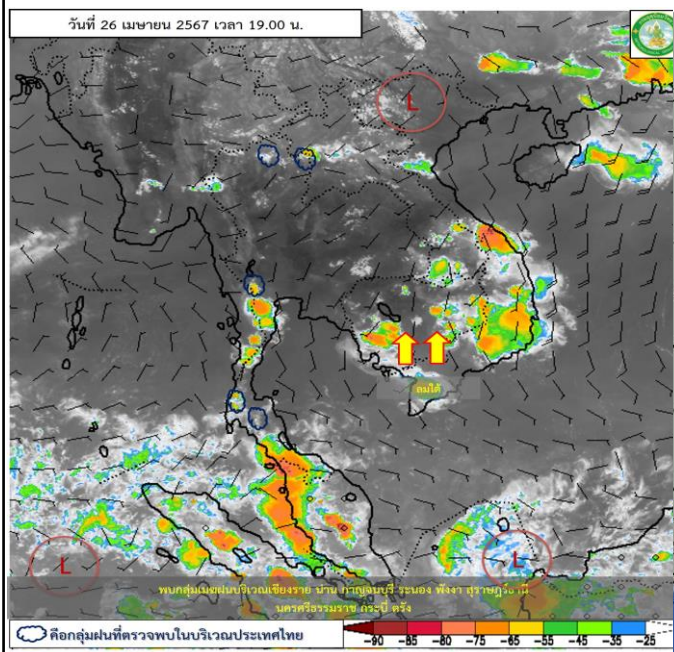 วันที่ 26 เมษายน 2567 เวลา 19.00 น.
L
ลมใต้
L
L
พบกลุ่มเมฆฝนบริเวณเชียงราย น่าน กาญจนบุรี ระนอง พังงา สุราษฎร์ธานี
นครศรีธรรมราช กระบี่ ตรัง
คือกลุ่มฝนที่ตรวจพบในบริเวณประเทศไทย
-90 -85 -80 -75 -65 -55 -45 -35 -25